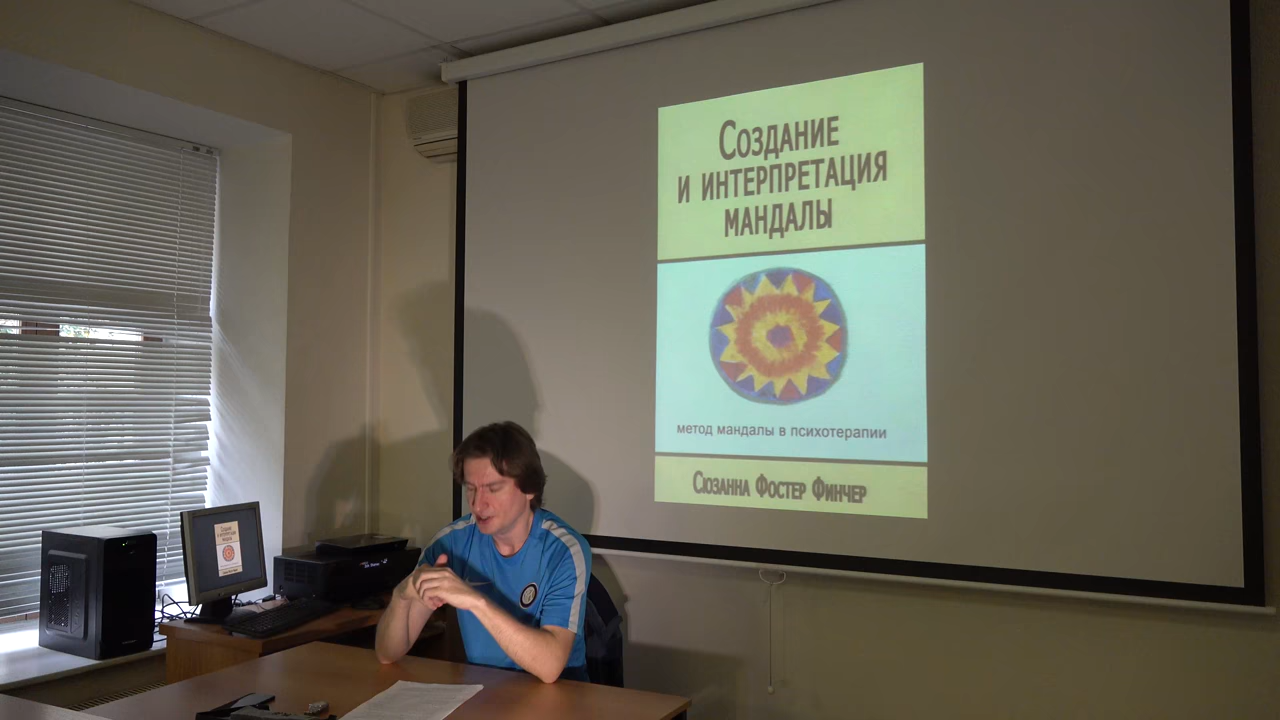 Создание
и интерпретация
мандалы
метод мандалы в психотерапии
Сюзанна Фостер Финчер